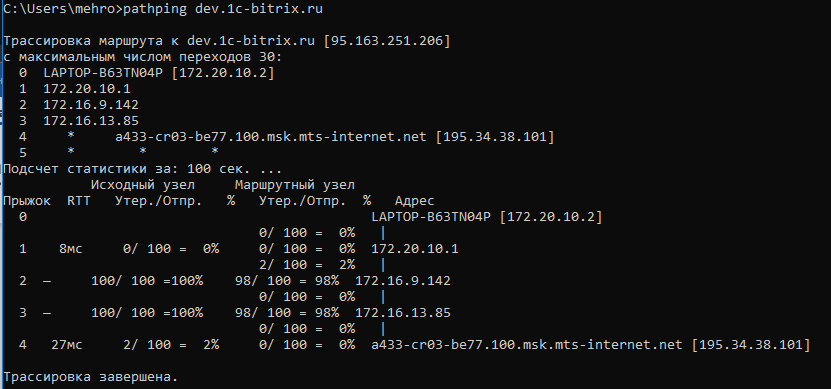 C:\Users\mehro>pathping dev.1c-bitrix.ru
Трассировка маршрута к dev.1c-bitrix.ru [95.163.251.206]
с максимальным числом переходов 30:
0 LAPTOP-B63TN04P [172.20.10.2]
1 172.20.10.1
2 172.16.9.142
3 172.16.13.85
4 * a433-cr03-be77.100.msk.mts-internet.net [195.34.38.101]
5 * * *
Подсчет статистики за: 100 сек. ...
Исходный узел Маршрутный узел
Прыжок RTT Утер./Отпр. % Утер./Отпр. % Адрес
0 LAPTOP-B63TN04P [172.20.10.2]
0/ 100 = 0% |
1 8мс 0/ 100 = 0% 0/ 100 = 0% 172.20.10.1
2/ 100 = 2% |
2 — 100/ 100 =100% 98/ 100 = 98% 172.16.9.142
0/ 100 = 0% |
3 — 100/ 100 =100% 98/ 100 = 98% 172.16.13.85
0/ 100 = 0% |
4 27мс 2/ 100 = 2% 0/ 100 = 0% a433-cr03-be77.100.msk.mts-internet.net [195.34.38.101]
Трассировка завершена.